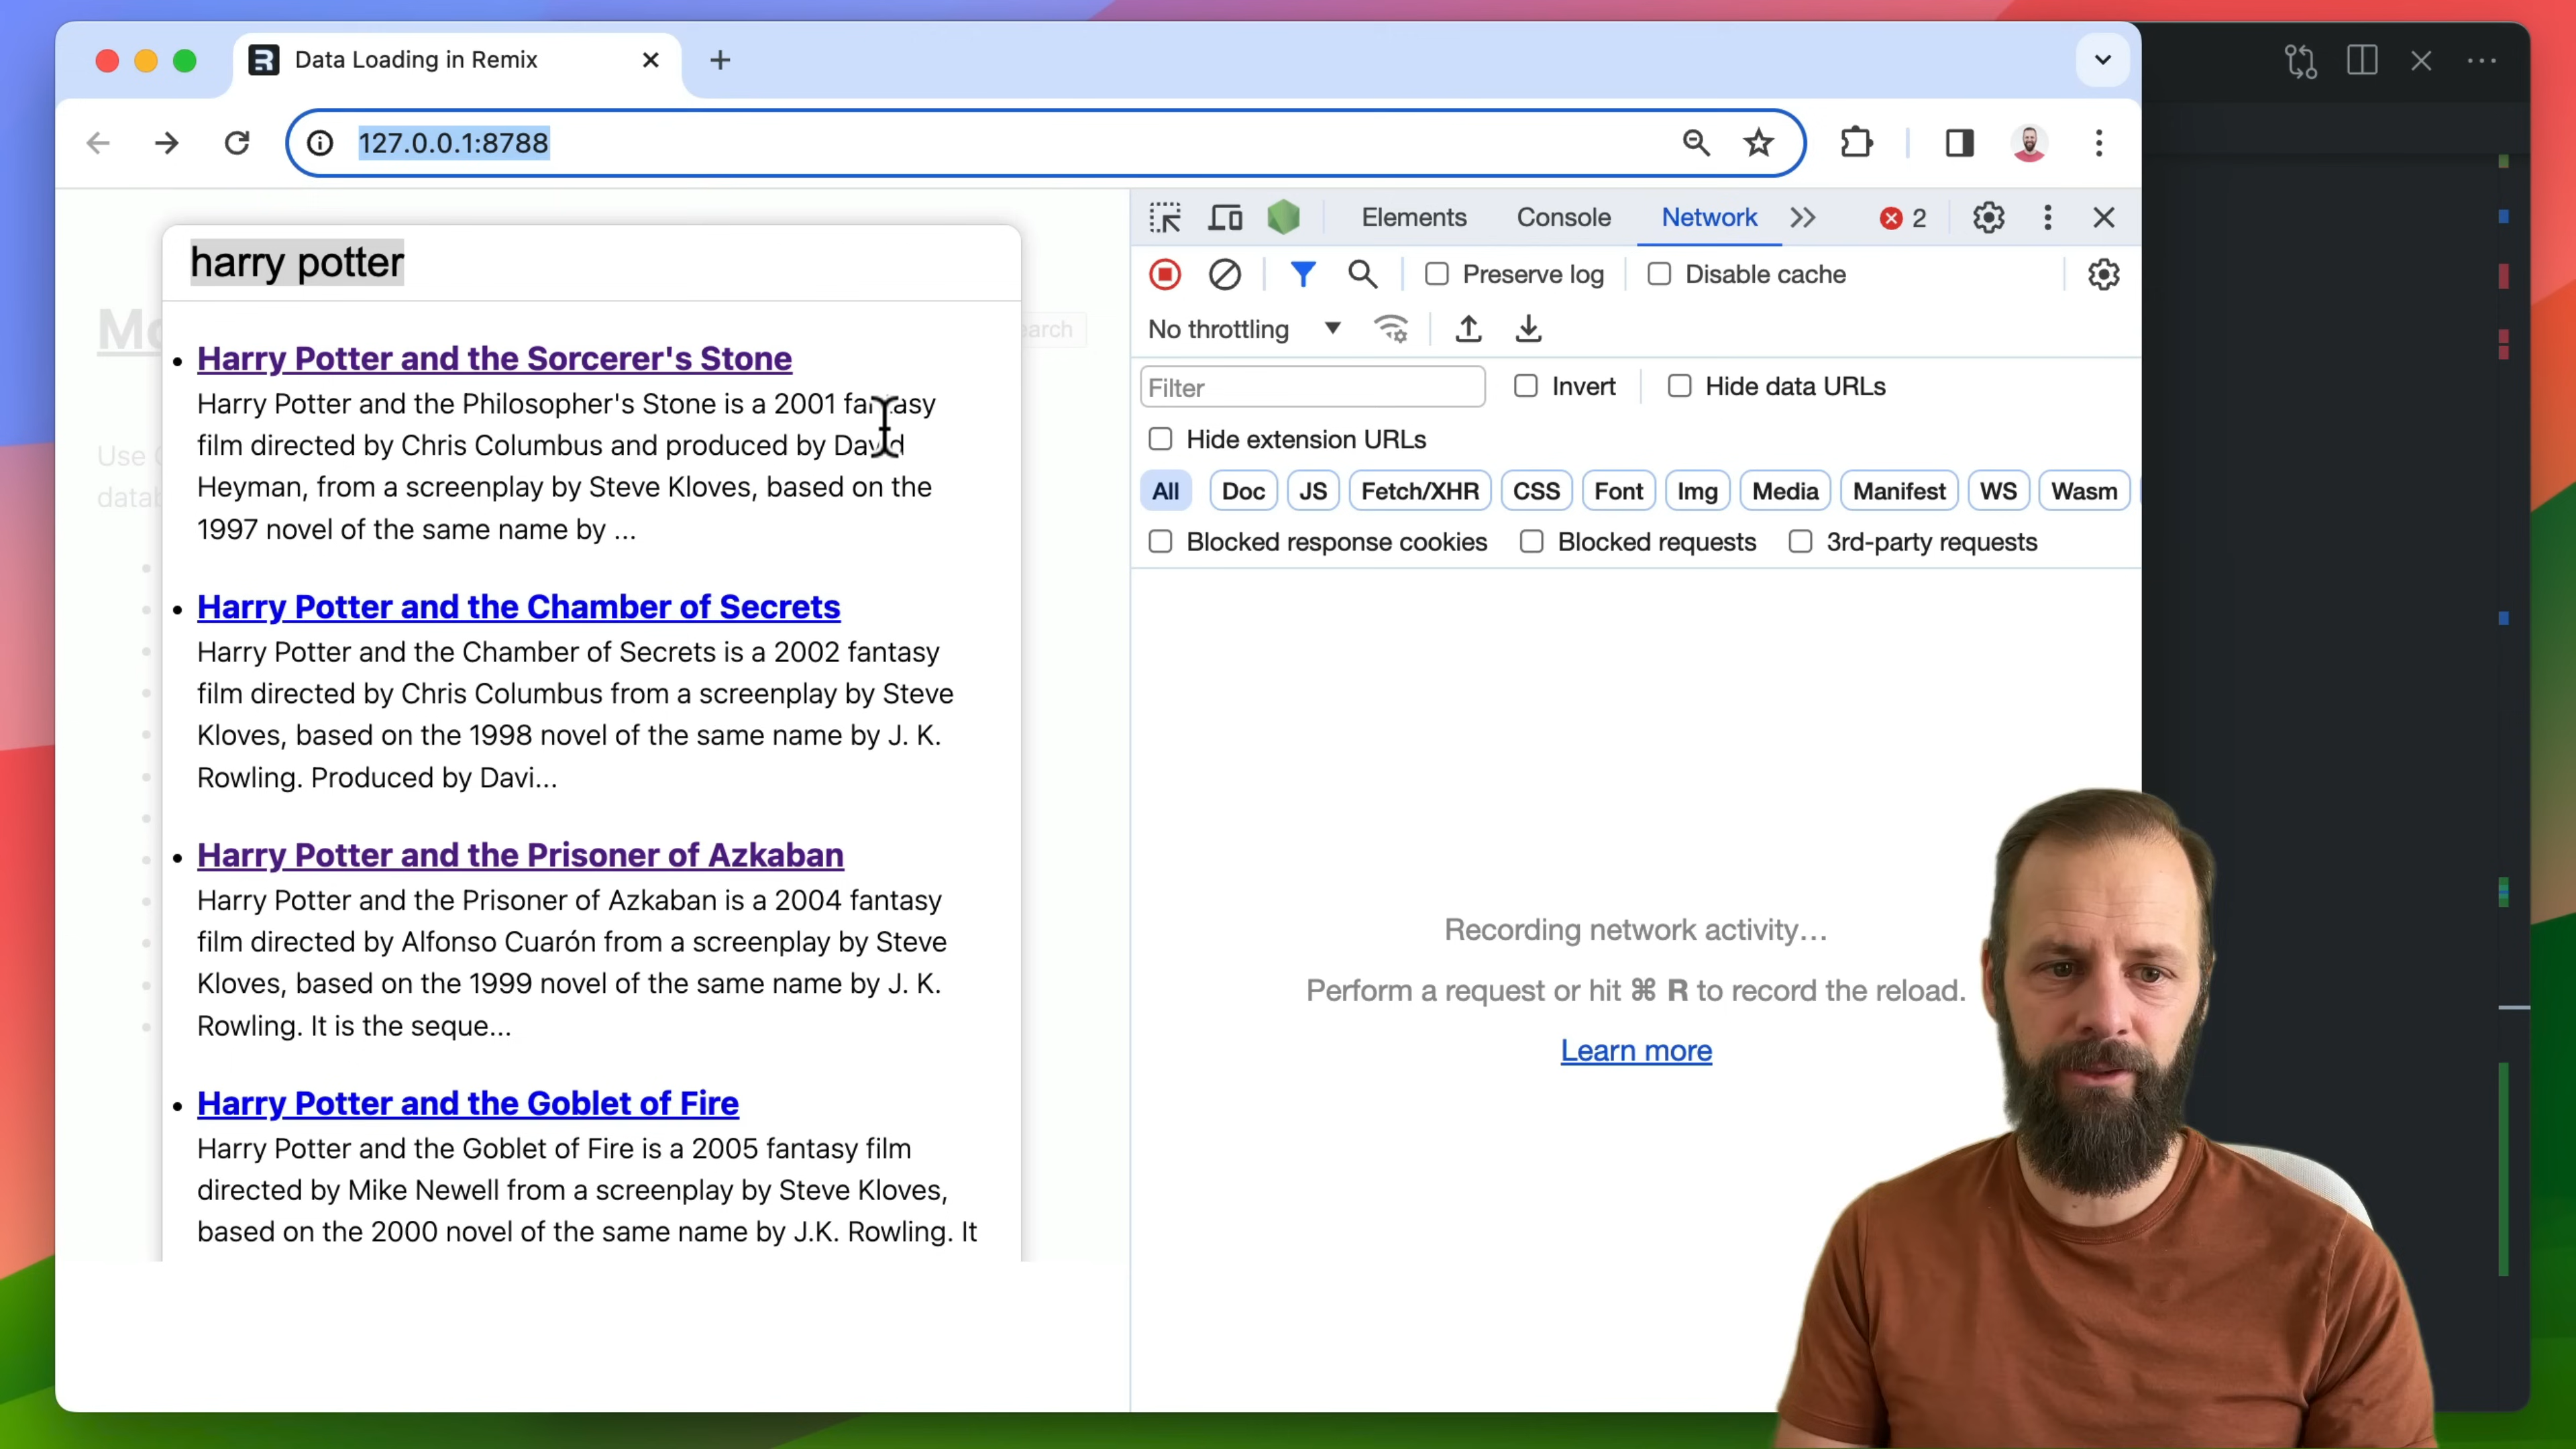 Data Loading in Remix
127.0.0.1:8788
harry potter
Mo
earch
Use
datab
• Harry Potter and the Sorcerer's Stone
Harry Potter and the Philosopher's Stone is a 2001 fantasy
film directed by Chris Columbus and produced by David
Heyman, from a screenplay by Steve Kloves, based on the
1997 novel of the same name by ...
• Harry Potter and the Chamber of Secrets
Harry Potter and the Chamber of Secrets is a 2002 fantasy
film directed by Chris Columbus from a screenplay by Steve
Kloves, based on the 1998 novel of the same name by J. K.
Rowling. Produced by Davi...
• Harry Potter and the Prisoner of Azkaban
Harry Potter and the Prisoner of Azkaban is a 2004 fantasy
film directed by Alfonso Cuarón from a screenplay by Steve
Kloves, based on the 1999 novel of the same name by J. K.
Rowling. It is the seque...
• Harry Potter and the Goblet of Fire
Harry Potter and the Goblet of Fire is a 2005 fantasy film
directed by Mike Newell from a screenplay by Steve Kloves,
based on the 2000 novel of the same name by J.K. Rowling. It
Elements Console Network 2
Preserve log Disable cache
No throttling
Filter Invert Hide data URLs
Hide extension URLs
All Doc JS Fetch/XHR CSS Font Img Media Manifest WS Wasm
Blocked response cookies Blocked requests 3rd-party requests
Recording network activity…
Perform a request or hit ⌘ R to record the reload.
Learn more